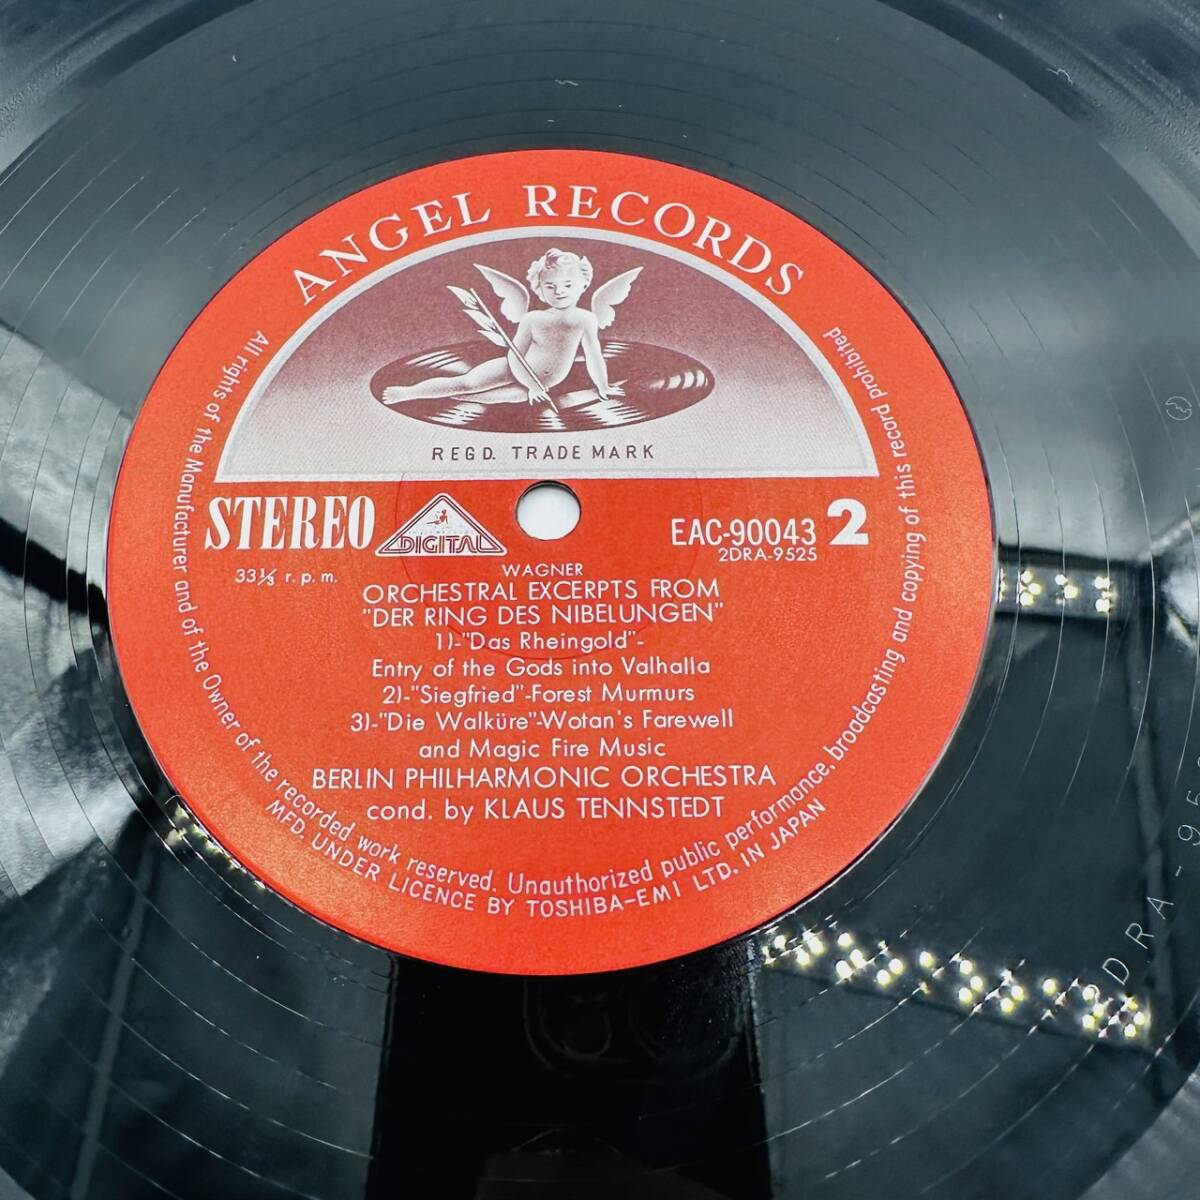 ANGEL RECORDS
REGD. TRADE MARK
STEREO
DIGITAL
EAC-90043 2
2DRA-9525
33⅓ r.p.m.
WAGNER
ORCHESTRAL EXCERPTS FROM
"DER RING DES NIBELUNGEN"
1)-"Das Rheingold"-
Entry of the Gods into Valhalla
2)-"Siegfried"-Forest Murmurs
3)-"Die Walküre"-Wotan's Farewell
and Magic Fire Music
BERLIN PHILHARMONIC ORCHESTRA
cond. by KLAUS TENNSTEDT
All rights of the Manufacturer and of the Owner of the recorded work reserved. Unauthorized public performance, broadcasting and copying of this record prohibited
MFD. UNDER LICENCE BY TOSHIBA-EMI LTD. IN JAPAN
DRA-95